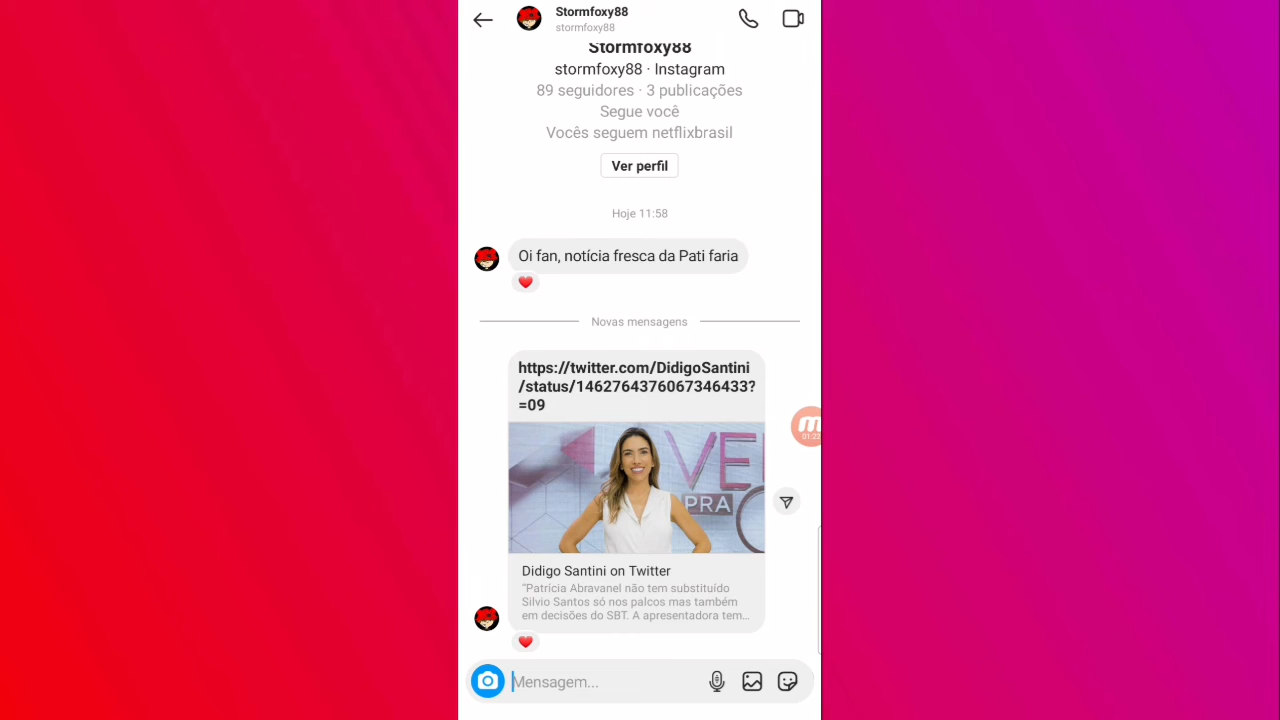 Stormfoxy88
stormfoxy88
Stormfoxy88
stormfoxy88 · Instagram
89 seguidores · 3 publicações
Segue você
Vocês seguem netflixbrasil
Ver perfil
Hoje 11:58
Oi fan, notícia fresca da Pati faria
Novas mensagens
https://twitter.com/DidigoSantini
/status/1462764376067346433?
=09
VE
PRA
Didigo Santini on Twitter
“Patrícia Abravanel não tem substituído
Silvio Santos só nos palcos mas também
em decisões do SBT. A apresentadora tem…
01:22
Mensagem...